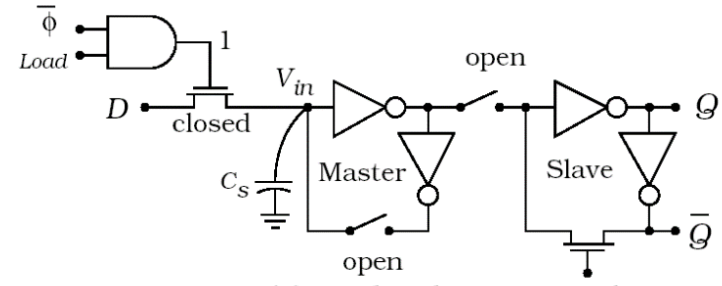 φ̅
Load
1
D
closed
V_in
open
Q
C_s
Master
Slave
open
Q̅